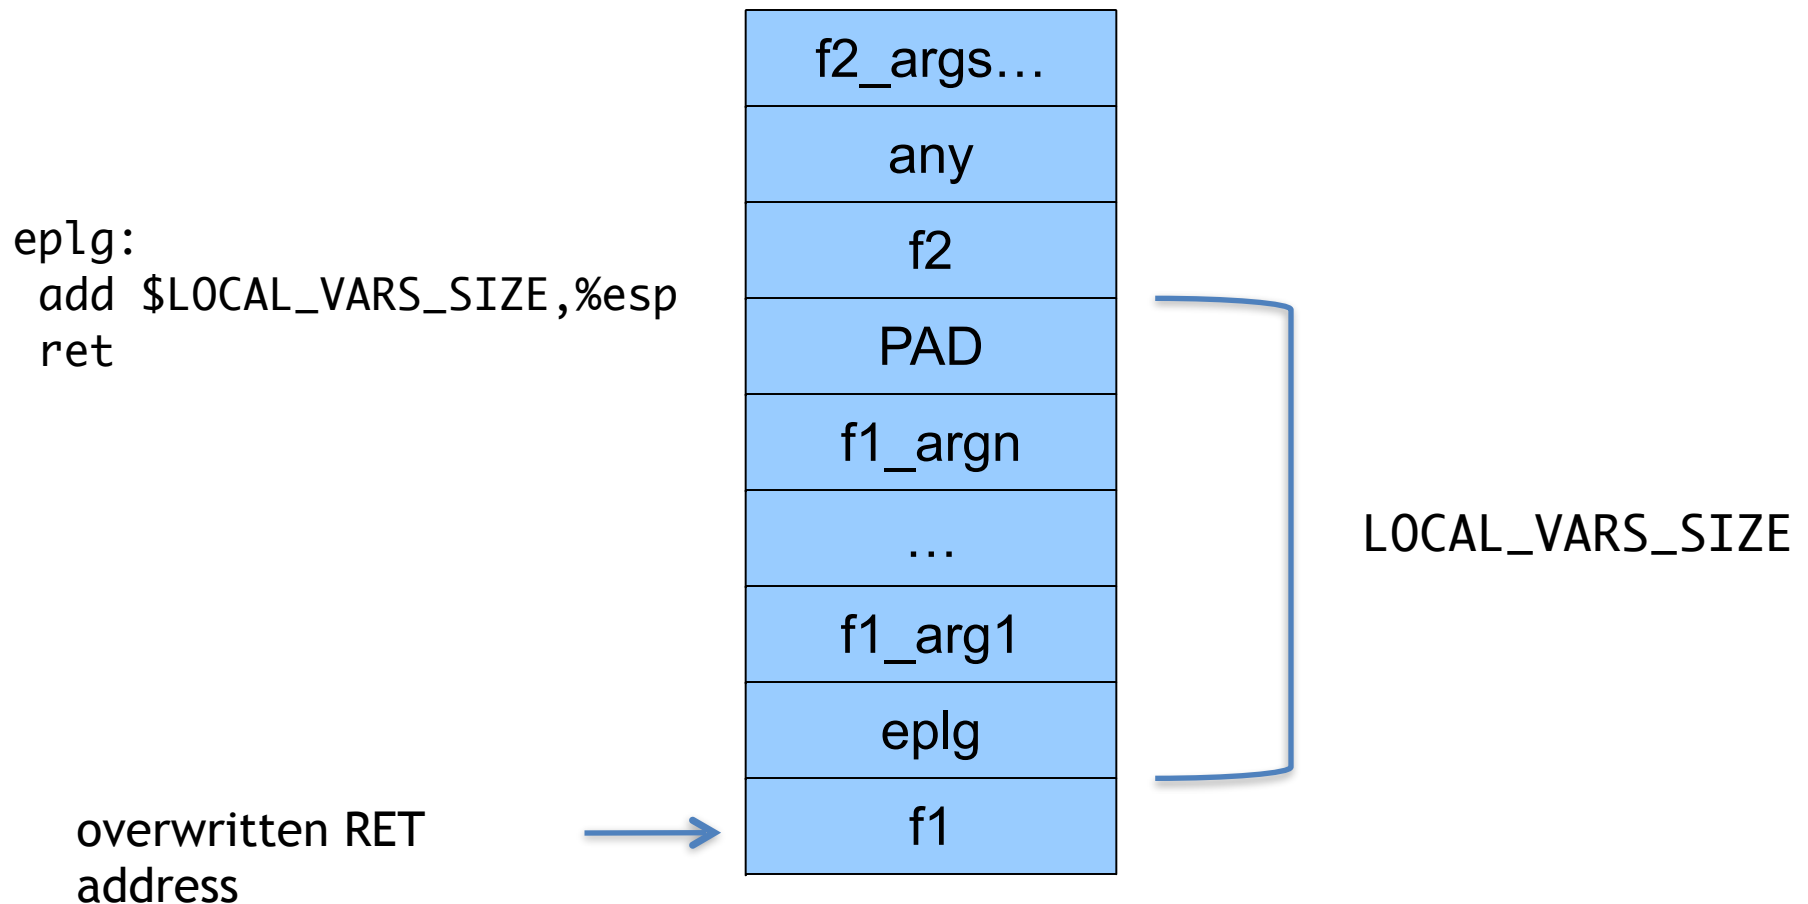 f2_args…
any
f2
PAD
f1_argn
…
f1_arg1
eplg
f1
eplg:
add $LOCAL_VARS_SIZE,%esp
ret
LOCAL_VARS_SIZE
overwritten RET
address